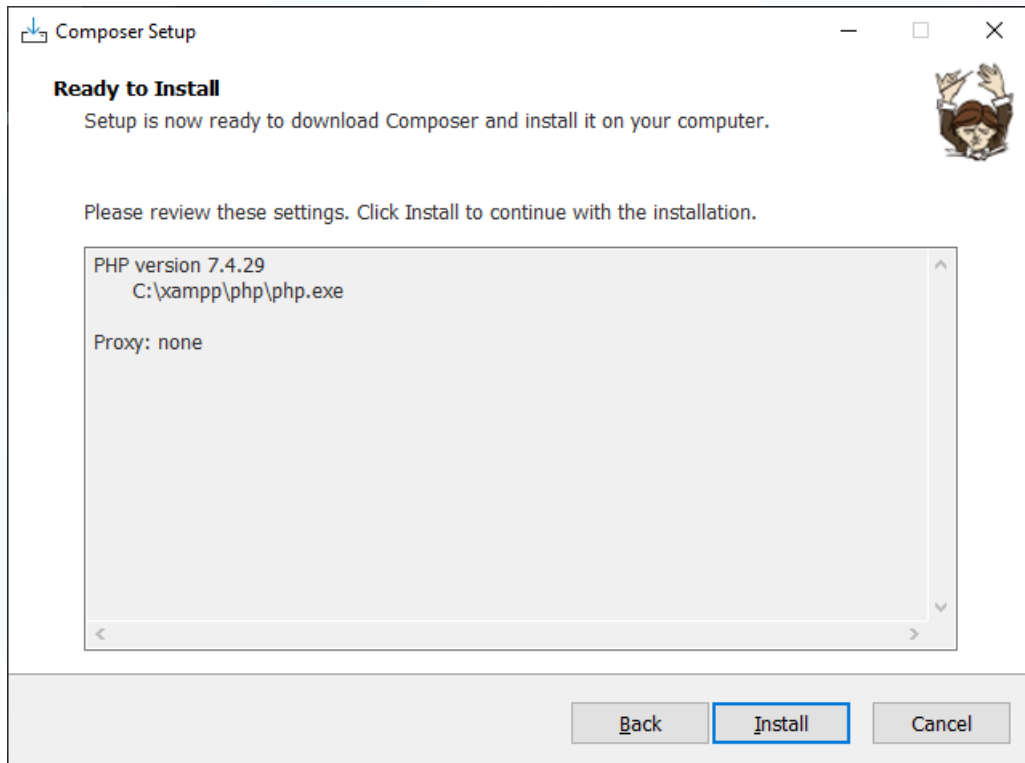 Composer Setup
Ready to Install
Setup is now ready to download Composer and install it on your computer.
Please review these settings. Click Install to continue with the installation.
PHP version 7.4.29
C:\xampp\php\php.exe
Proxy: none
Back
Install
Cancel